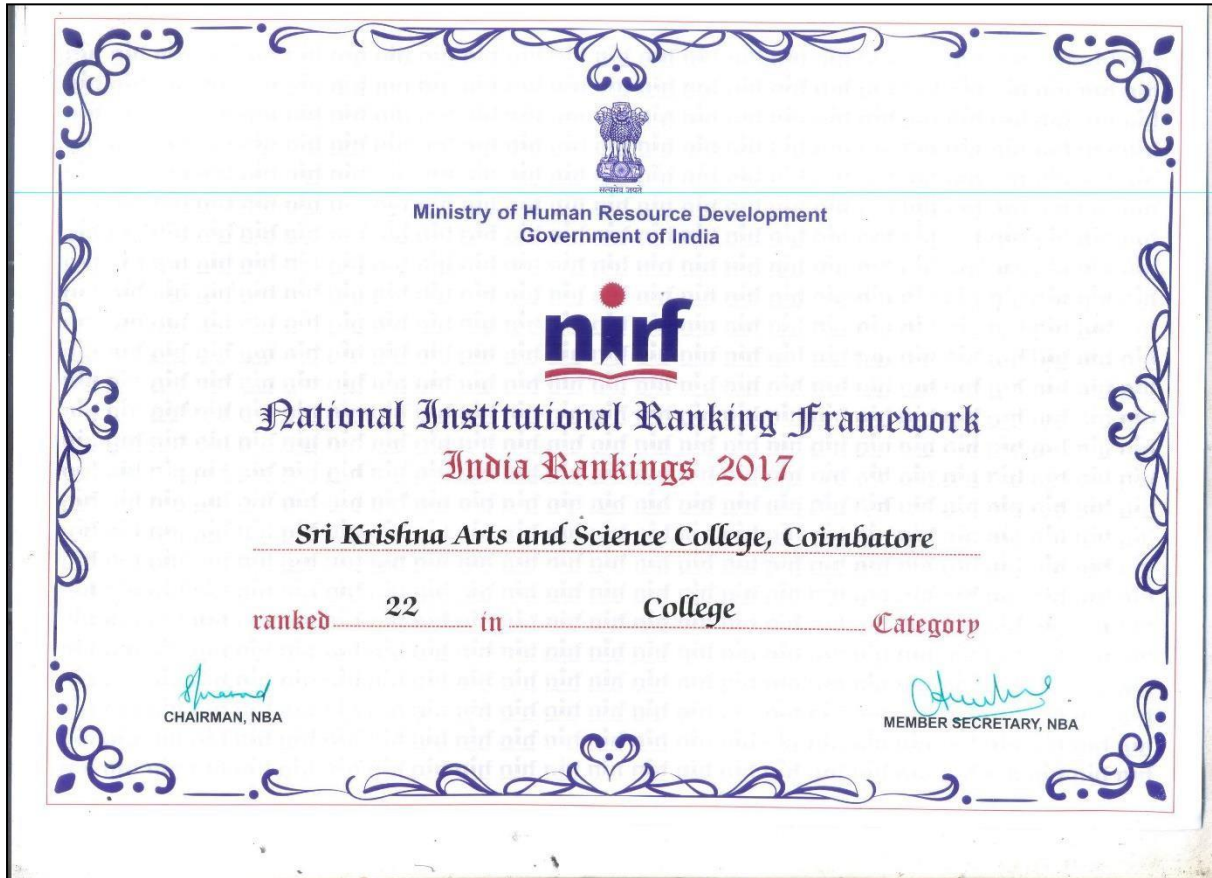 सत्यमेव जयते
Ministry of Human Resource Development
Government of India
nirf
National Institutional Ranking Framework
India Rankings 2017
Sri Krishna Arts and Science College, Coimbatore
ranked 22 in College Category
CHAIRMAN, NBA
MEMBER SECRETARY, NBA